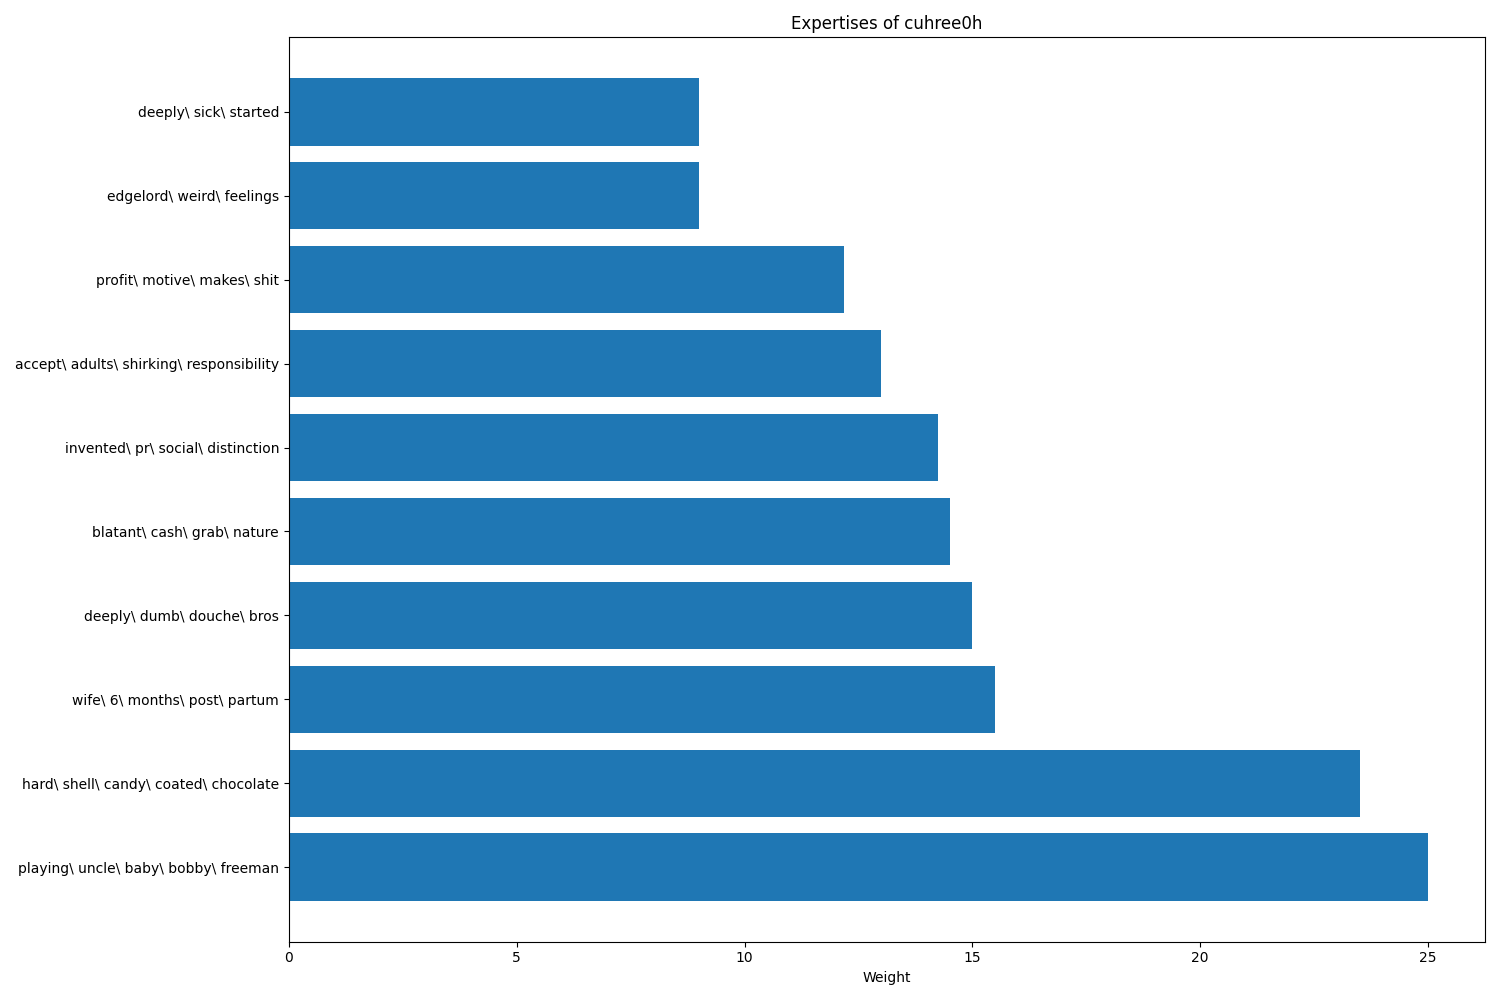 Expertises of cuhree0h
deeply\ sick\ started
edgelord\ weird\ feelings
profit\ motive\ makes\ shit
accept\ adults\ shirking\ responsibility
invented\ pr\ social\ distinction
blatant\ cash\ grab\ nature
deeply\ dumb\ douche\ bros
wife\ 6\ months\ post\ partum
hard\ shell\ candy\ coated\ chocolate
playing\ uncle\ baby\ bobby\ freeman
0 5 10 15 20 25
Weight